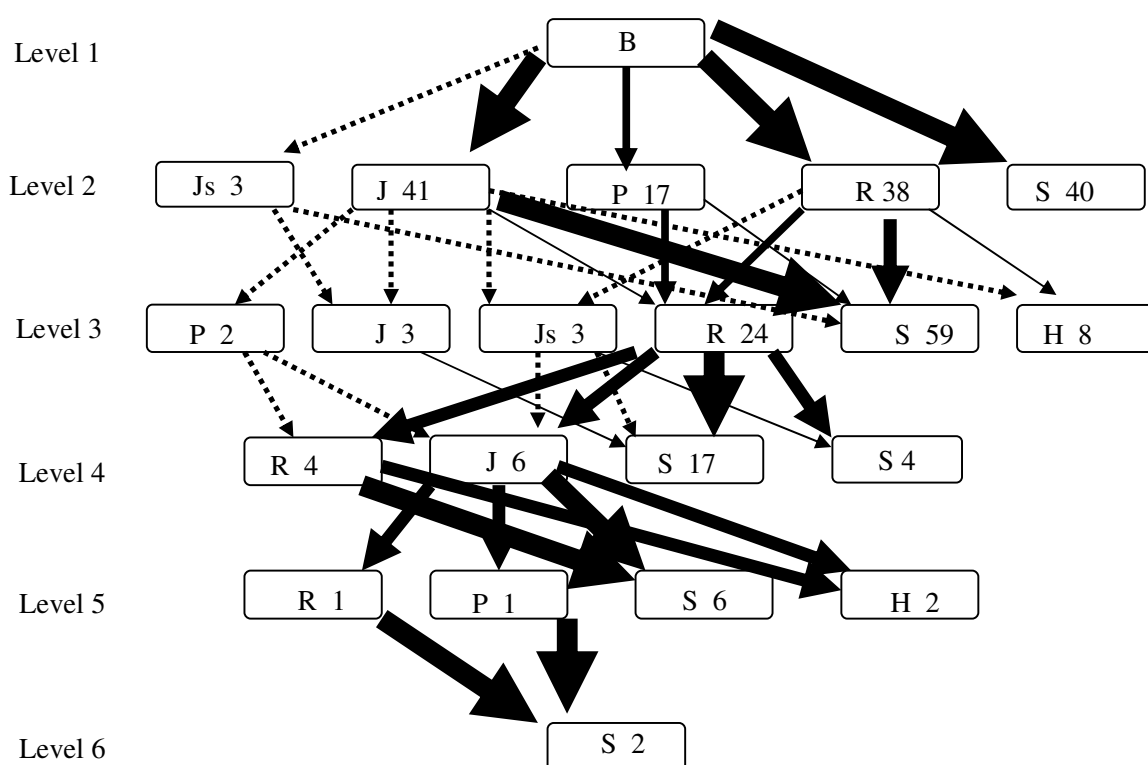 Level 1 B
Level 2 Js 3 J 41 P 17 R 38 S 40
Level 3 P 2 J 3 Js 3 R 24 S 59 H 8
Level 4 R 4 J 6 S 17 S 4
Level 5 R 1 P 1 S 6 H 2
Level 6 S 2